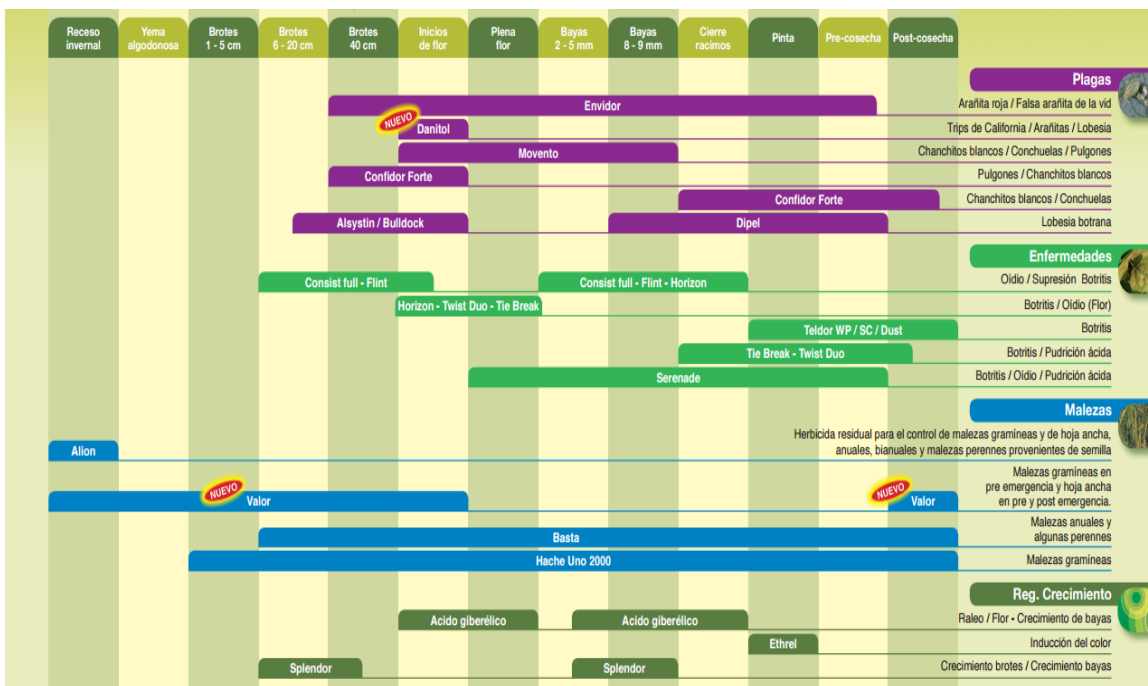 Receso
invernal
Yema
algodonosa
Brotes
1 - 5 cm
Brotes
6 - 20 cm
Brotes
40 cm
Inicios
de flor
Plena
flor
Bayas
2 - 5 mm
Bayas
8 - 9 mm
Cierre
racimos
Pinta
Pre-cosecha
Post-cosecha
Plagas
Envidor
Arañita roja / Falsa arañita de la vid
NUEVO
Danitol
Trips de California / Arañitas / Lobesia
Movento
Chanchitos blancos / Conchuelas / Pulgones
Confidor Forte
Pulgones / Chanchitos blancos
Confidor Forte
Chanchitos blancos / Conchuelas
Alsystin / Bulldock
Dipel
Lobesia botrana
Enfermedades
Consist full - Flint
Consist full - Flint - Horizon
Oídio / Supresión Botritis
Horizon - Twist Duo - Tie Break
Botritis / Oídio (Flor)
Teldor WP / SC / Dust
Botritis
Tie Break - Twist Duo
Botritis / Pudrición ácida
Serenade
Botritis / Oídio / Pudrición ácida
Malezas
Alion
Herbicida residual para el control de malezas gramíneas y de hoja ancha,
anuales, bianuales y malezas perennes provenientes de semilla
NUEVO
Valor
NUEVO
Valor
Malezas gramíneas en
pre emergencia y hoja ancha
en pre y post emergencia.
Basta
Malezas anuales y
algunas perennes
Hache Uno 2000
Malezas gramíneas
Reg. Crecimiento
Acido giberélico
Acido giberélico
Raleo / Flor - Crecimiento de bayas
Ethrel
Inducción del color
Splendor
Splendor
Crecimiento brotes / Crecimiento bayas